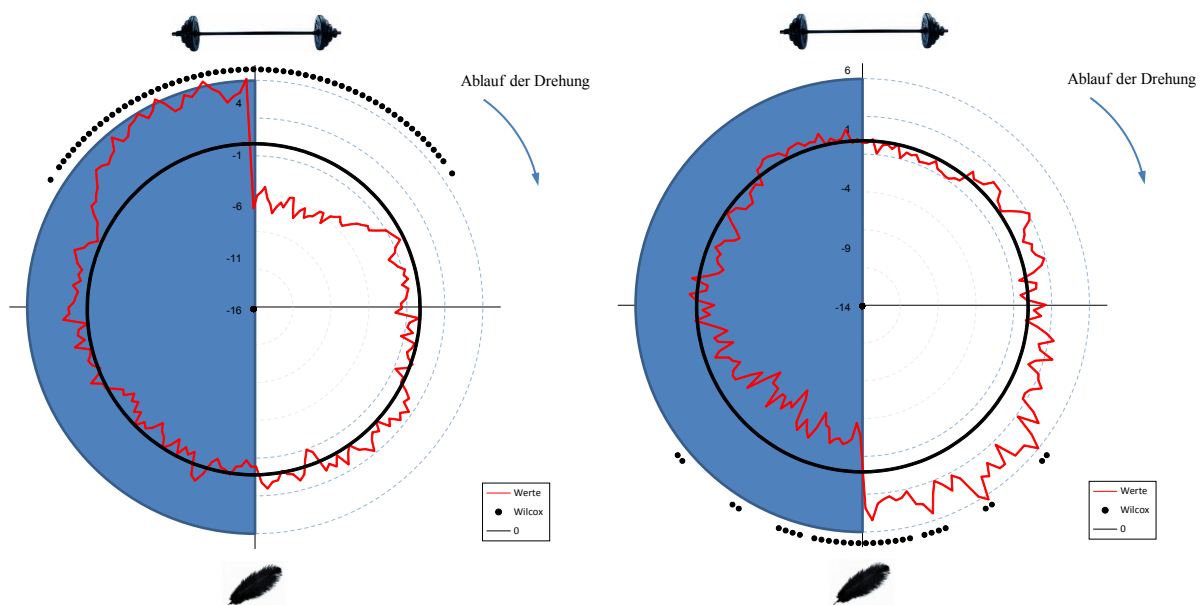 Ablauf der Drehung
4
-1
-6
-11
-16
Werte
Wilcox
0
Ablauf der Drehung
6
1
-4
-9
-14
Werte
Wilcox
0